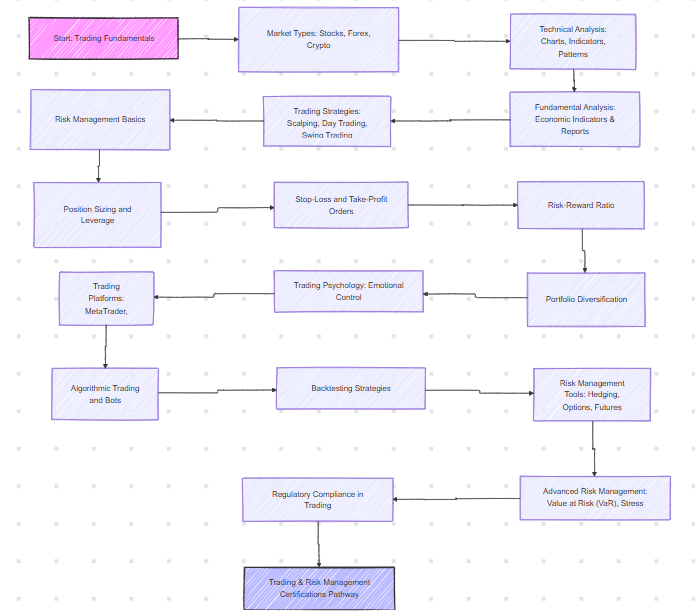 Start: Trading Fundamentals
Market Types: Stocks, Forex,
Crypto
Technical Analysis:
Charts, Indicators,
Patterns
Fundamental Analysis:
Economic Indicators &
Reports
Trading Strategies:
Scalping, Day Trading,
Swing Trading
Risk Management Basics
Position Sizing and
Leverage
Stop-Loss and Take-Profit
Orders
Risk-Reward Ratio
Portfolio Diversification
Trading Psychology: Emotional
Control
Trading
Platforms:
MetaTrader,
Algorithmic Trading
and Bots
Backtesting Strategies
Risk Management
Tools: Hedging,
Options, Futures
Advanced Risk Management:
Value at Risk (VaR), Stress
Regulatory Compliance in
Trading
Trading & Risk Management
Certifications Pathway